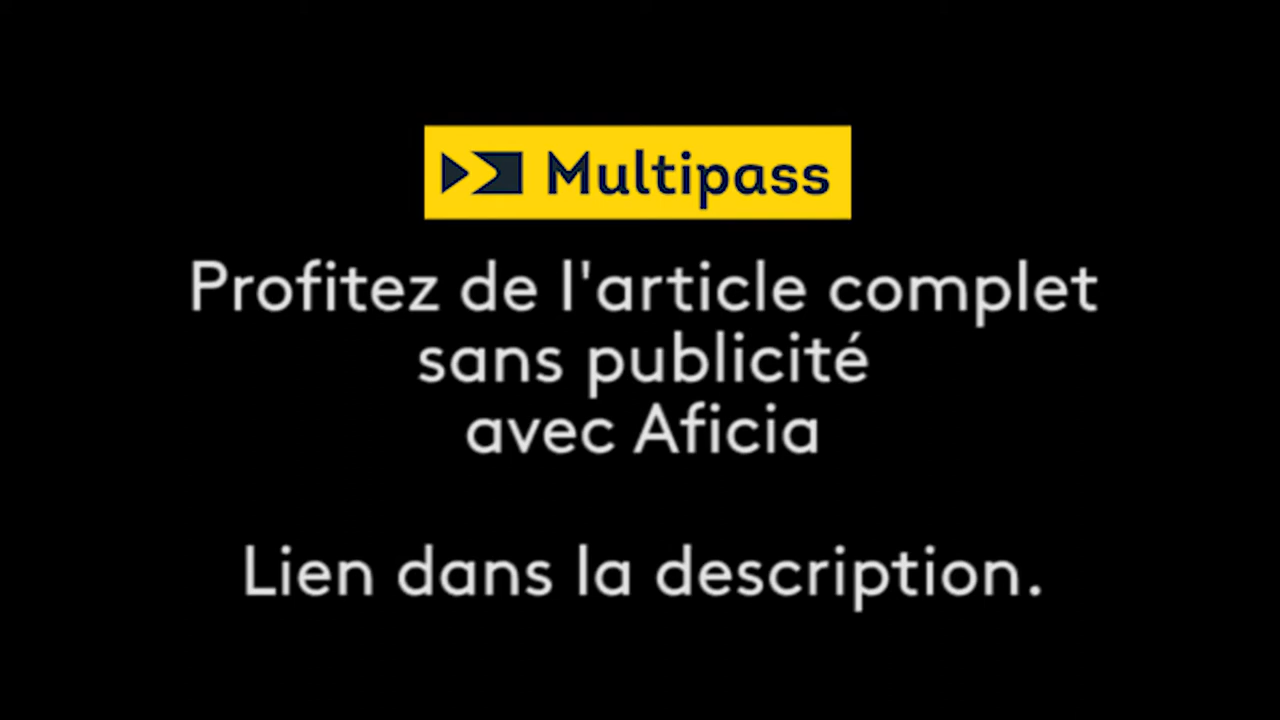 Multipass
Profitez de l'article complet
sans publicité
avec Aficia
Lien dans la description.